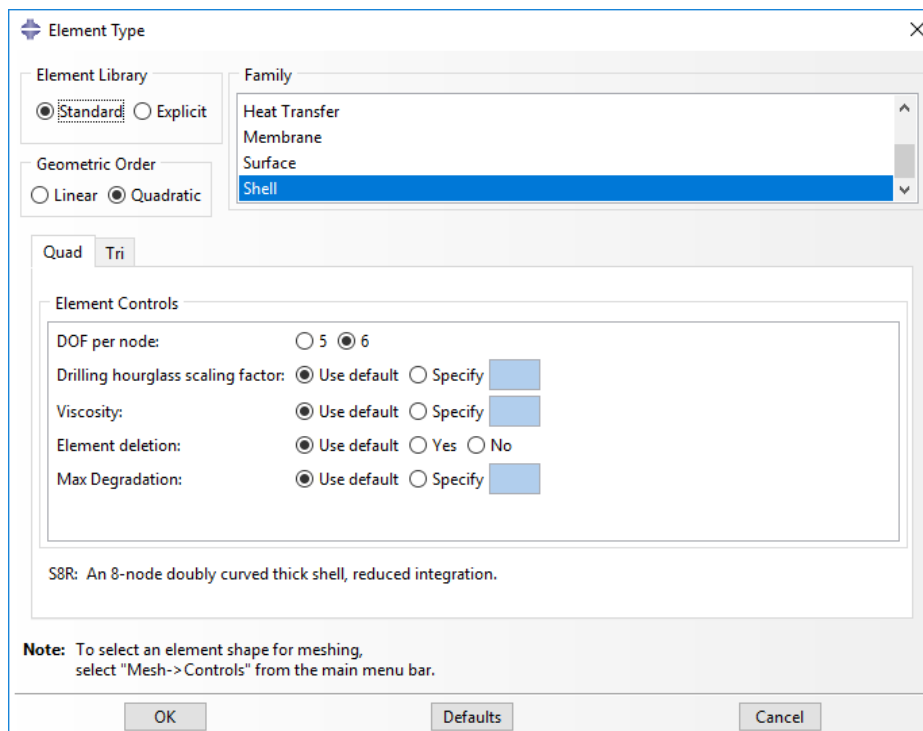 Element Type
Element Library
Standard Explicit
Family
Heat Transfer
Membrane
Surface
Shell
Geometric Order
Linear Quadratic
Quad Tri
Element Controls
DOF per node: 5 6
Drilling hourglass scaling factor: Use default Specify
Viscosity: Use default Specify
Element deletion: Use default Yes No
Max Degradation: Use default Specify
S8R: An 8-node doubly curved thick shell, reduced integration.
Note: To select an element shape for meshing,
select "Mesh->Controls" from the main menu bar.
OK Defaults Cancel